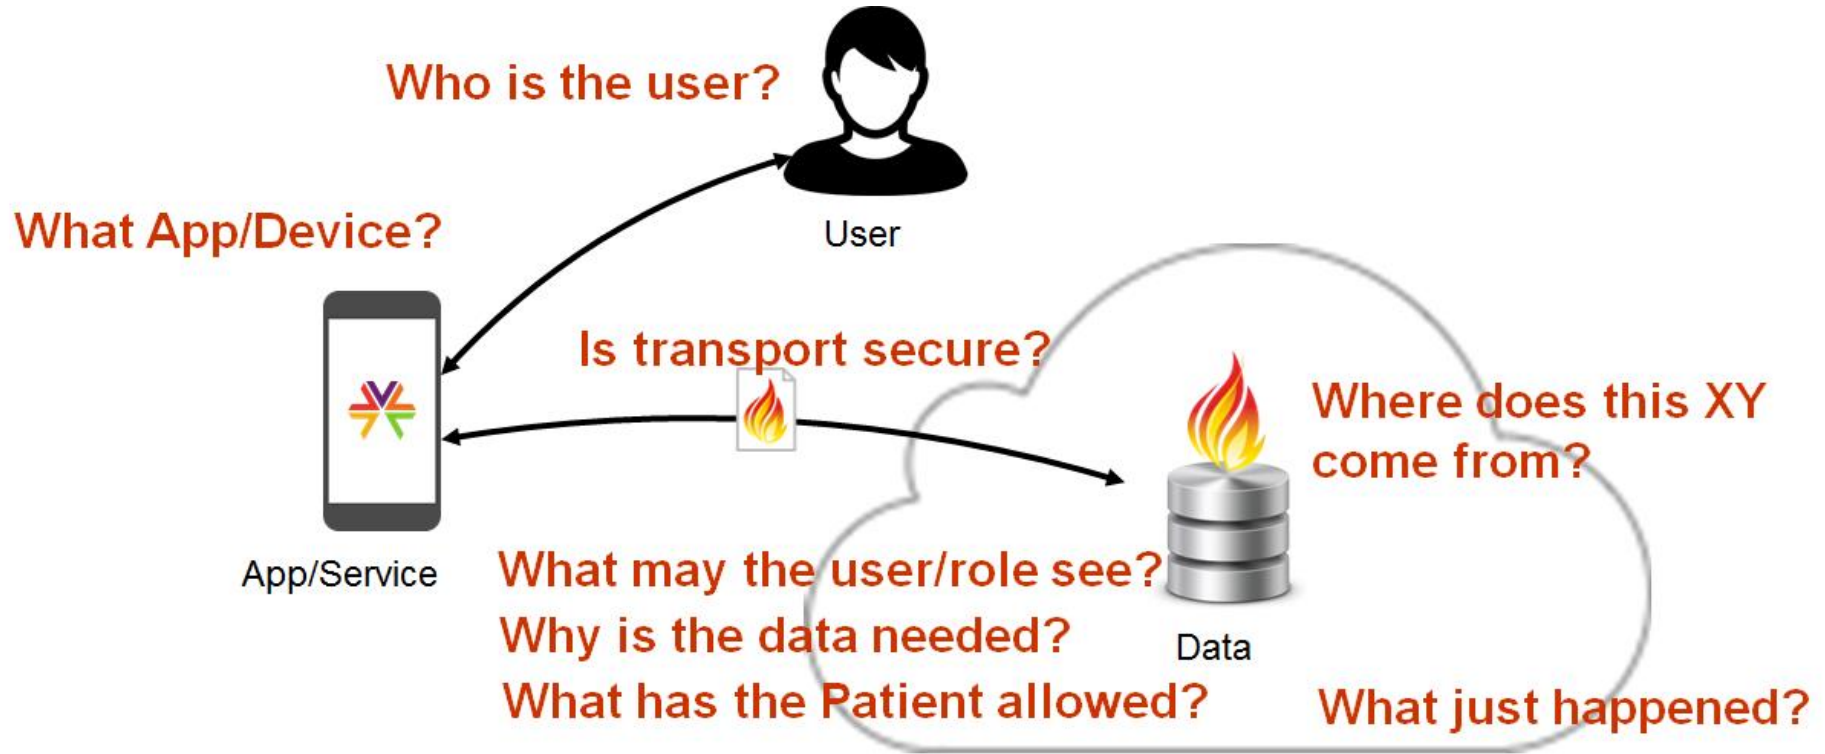 Who is the user?
What App/Device?
User
Is transport secure?
Where does this XY
come from?
App/Service
What may the user/role see?
Why is the data needed?
Data
What has the Patient allowed?
What just happened?